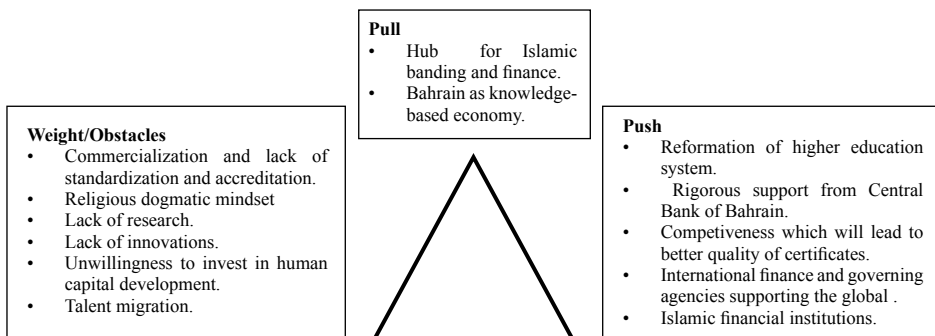 Pull
• Hub for Islamic
banding and finance.
• Bahrain as knowledge-
based economy.
Weight/Obstacles
• Commercialization and lack of
standardization and accreditation.
• Religious dogmatic mindset
• Lack of research.
• Lack of innovations.
• Unwillingness to invest in human
capital development.
• Talent migration.
Push
• Reformation of higher education
system.
• Rigorous support from Central
Bank of Bahrain.
• Competiveness which will lead to
better quality of certificates.
• International finance and governing
agencies supporting the global .
• Islamic financial institutions.